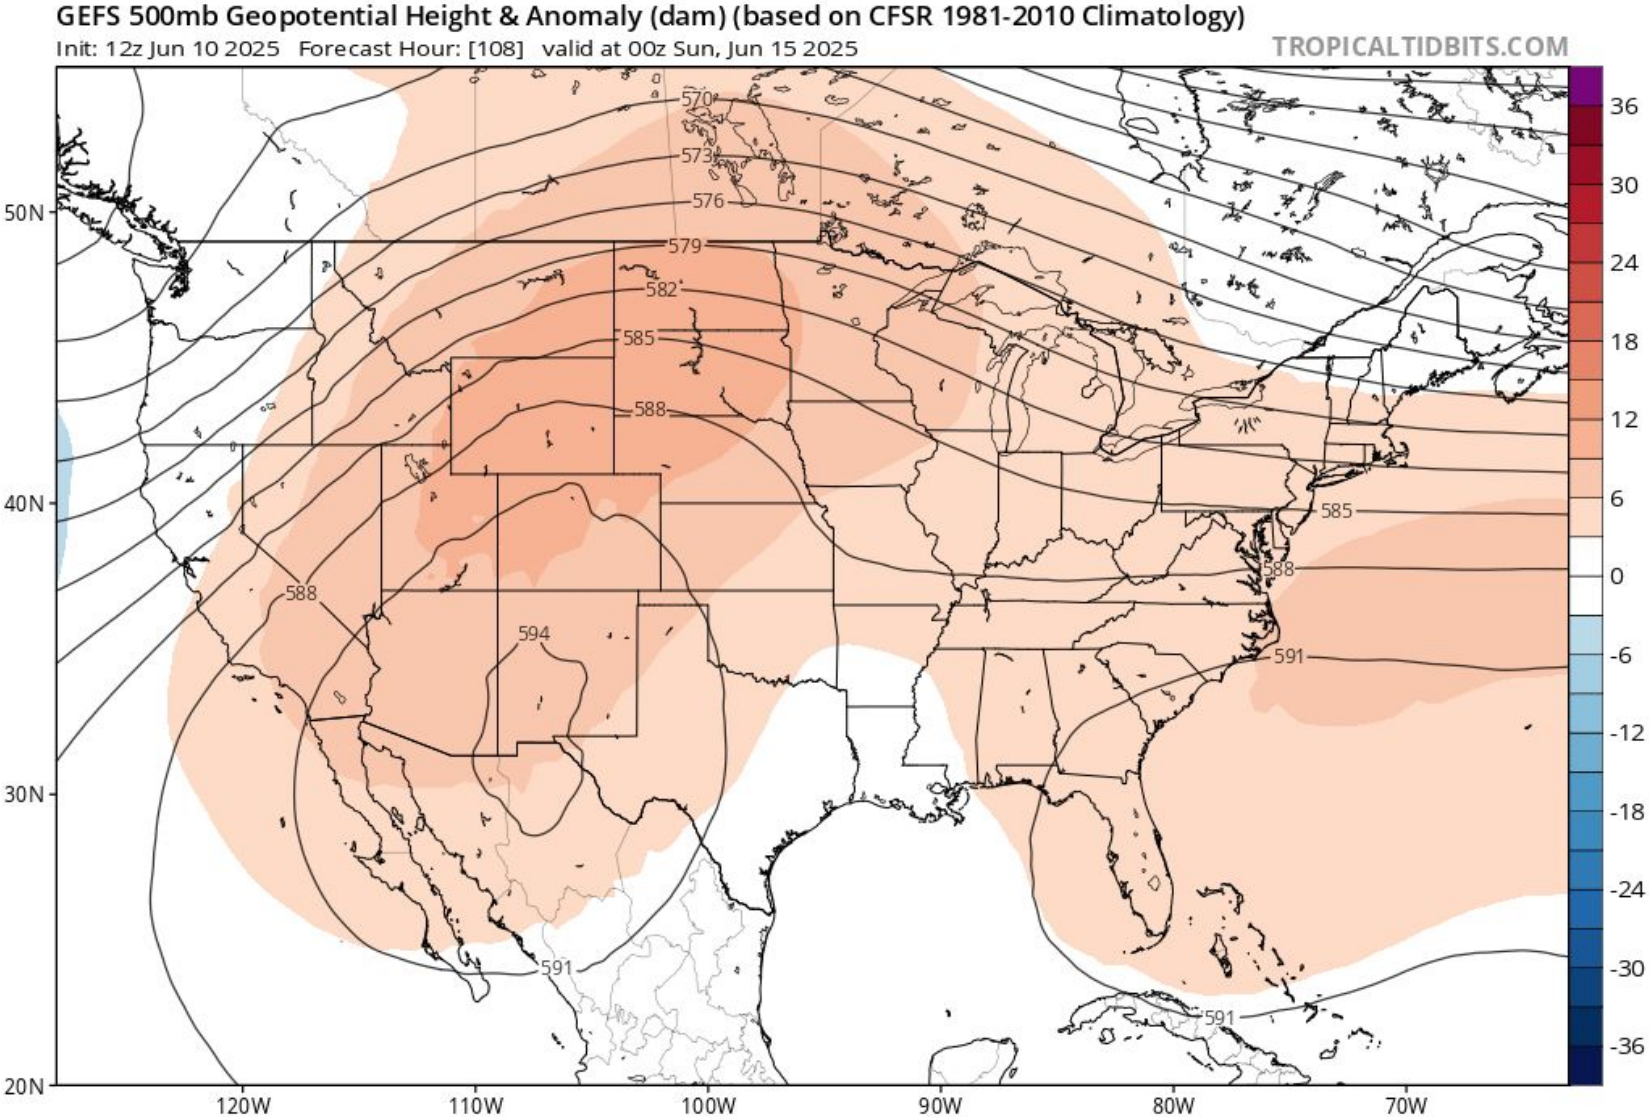 GEFS 500mb Geopotential Height & Anomaly (dam) (based on CFSR 1981-2010 Climatology)
Init: 12z Jun 10 2025 Forecast Hour: [108] valid at 00z Sun, Jun 15 2025
TROPICALTIDBITS.COM
570
573
576
579
582
585
588
588
594
591
585
588
591
591
50N
40N
30N
20N
120W
110W
100W
90W
80W
70W
36
30
24
18
12
6
0
-6
-12
-18
-24
-30
-36